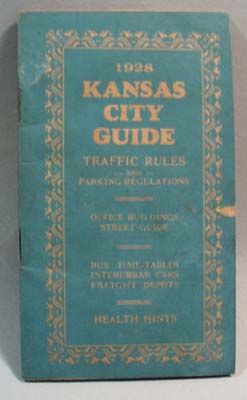 1928
KANSAS
CITY
GUIDE
TRAFFIC RULES
AND
PARKING REGULATIONS
OFFICE BUILDINGS
STREET GUIDE
BUS TIME TABLES
INTERURBAN CARS
FREIGHT DEPOTS
HEALTH HINTS